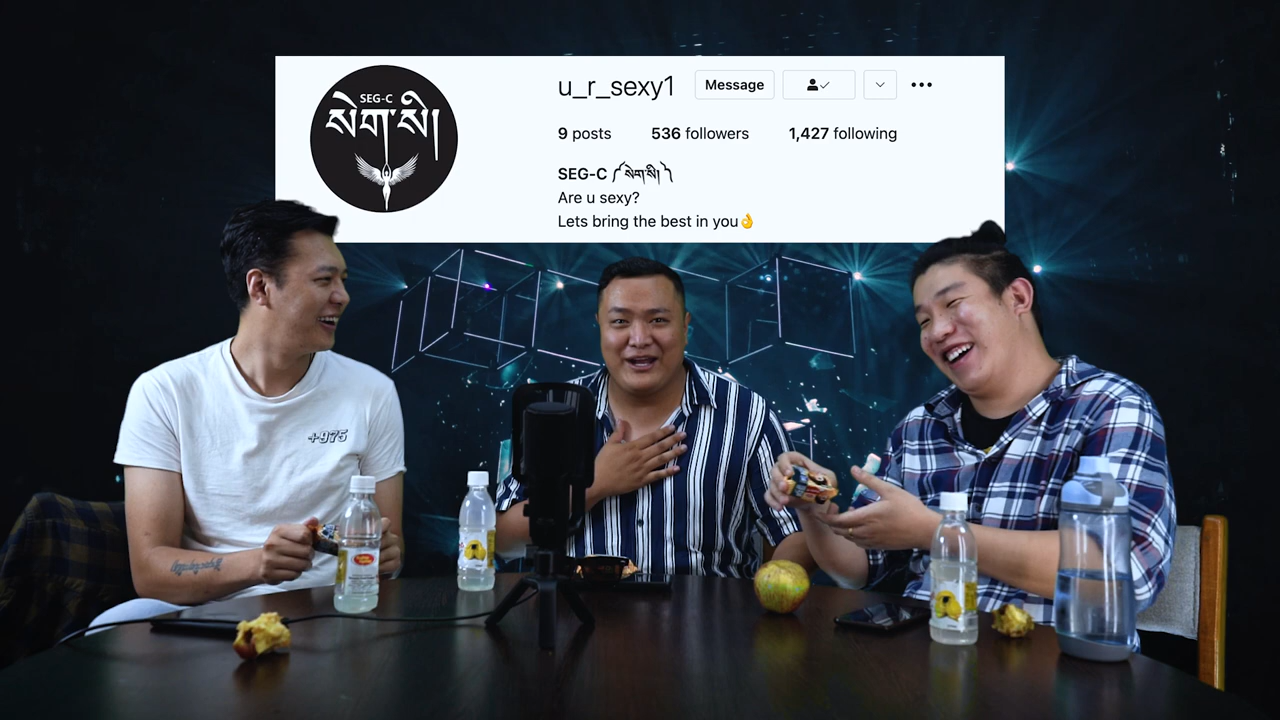 SEG-C
སེག་སི།
u_r_sexy1
Message
9 posts 536 followers 1,427 following
SEG-C ༼སེག་སི།༽
Are u sexy?
Lets bring the best in you👌
+975